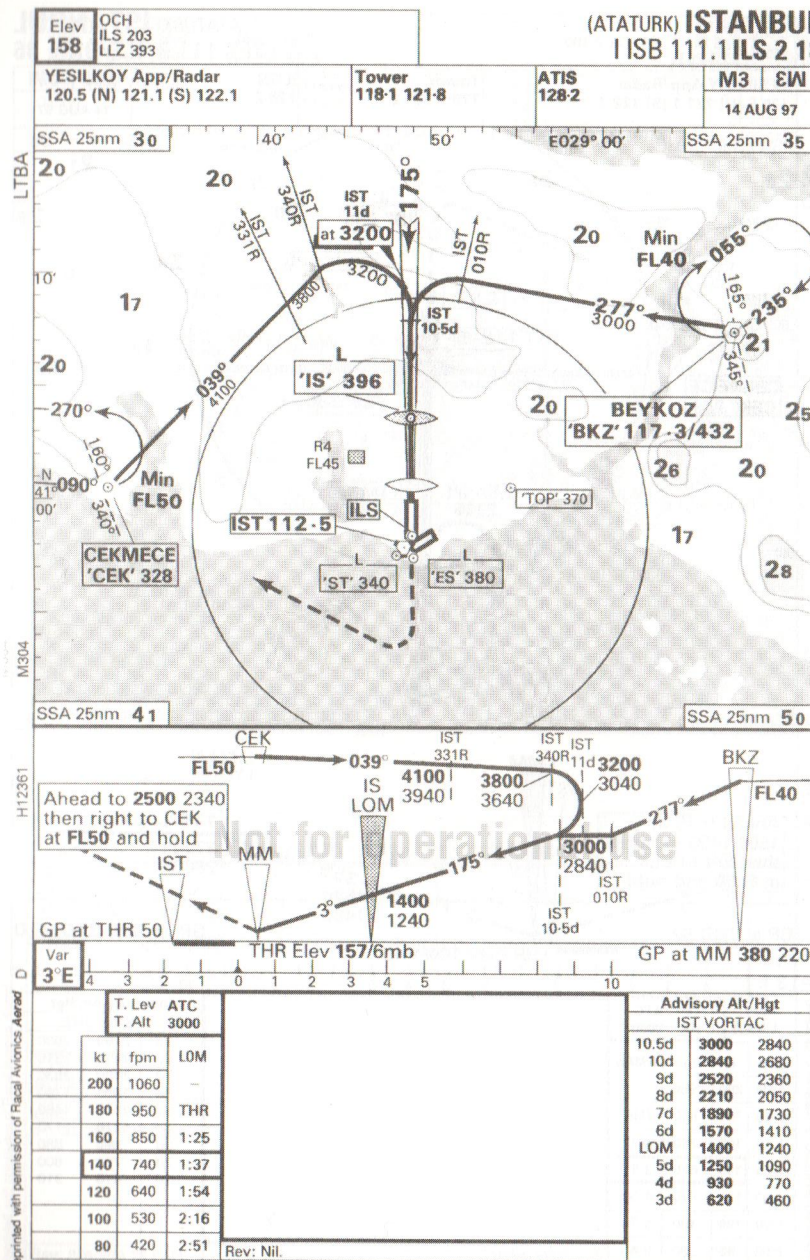 Elev
158
OCH
ILS 203
LLZ 393
(ATATURK) ISTANBUL
I ISB 111.1 ILS 2 1
YESILKOY App/Radar
120.5 (N) 121.1 (S) 122.1
Tower
118·1 121·8
ATIS
128·2
M3
14 AUG 97
LTBA
SSA 25nm 30
40'
50'
E029° 00'
SSA 25nm 35
20
20
IST
340R
IST
331R
IST
11d
at 3200
175°
IST
010R
20
Min
FL40
055°
235°
165°
345°
10'
17
3800
3200
IST
10·5d
277°
3000
21
20
039°
4100
L
'IS' 396
20
BEYKOZ
'BKZ' 117·3/432
25
270°
R4
FL45
26
20
160°
N
41°
00'
090°
340°
Min
FL50
'TOP' 370
ILS
IST 112·5
17
CEKMECE
'CEK' 328
L
'ST' 340
L
'ES' 380
28
M304
SSA 25nm 41
SSA 25nm 50
CEK
FL50
039°
IST
331R
4100
3940
IST
340R
3800
3640
IST
11d
3200
3040
BKZ
FL40
277°
H12361
Ahead to 2500 2340
then right to CEK
at FL50 and hold
IS
LOM
Not for operational use
175°
3000
2840
IST
010R
IST
10·5d
IST
MM
3°
1400
1240
GP at THR 50
THR Elev 157/6mb
GP at MM 380 220
Var
3°E
4 3 2 1 0 1 2 3 4 5 10
D
T. Lev ATC
T. Alt 3000
kt fpm LOM
200 1060 –
180 950 THR
160 850 1:25
140 740 1:37
120 640 1:54
100 530 2:16
80 420 2:51
Rev: Nil.
Advisory Alt/Hgt
IST VORTAC
10.5d 3000 2840
10d 2840 2680
9d 2520 2360
8d 2210 2050
7d 1890 1730
6d 1570 1410
LOM 1400 1240
5d 1250 1090
4d 930 770
3d 620 460
eprinted with permission of Racal Avionics Aerad